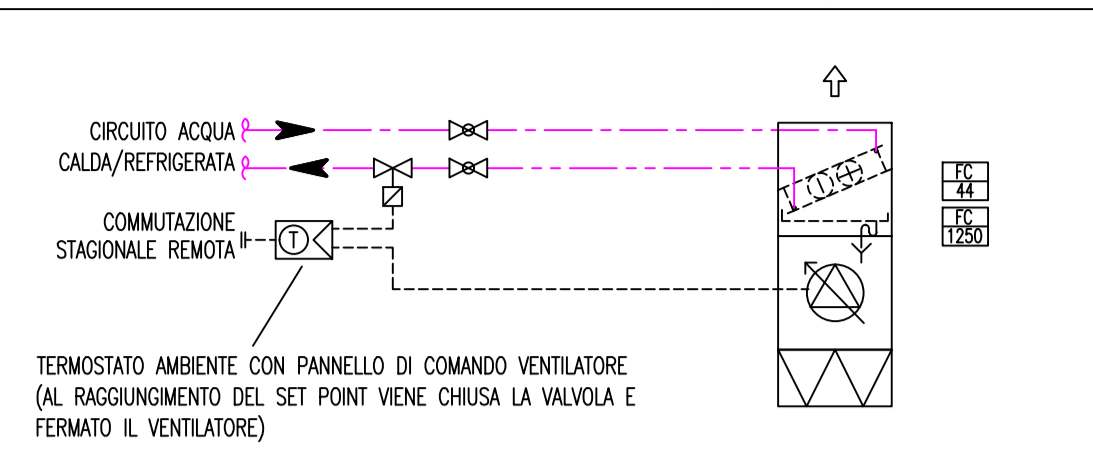 CIRCUITO ACQUA
CALDA/REFRIGERATA
COMMUTAZIONE
STAGIONALE REMOTA
T
FC
44
FC
1250
TERMOSTATO AMBIENTE CON PANNELLO DI COMANDO VENTILATORE
(AL RAGGIUNGIMENTO DEL SET POINT VIENE CHIUSA LA VALVOLA E
FERMATO IL VENTILATORE)